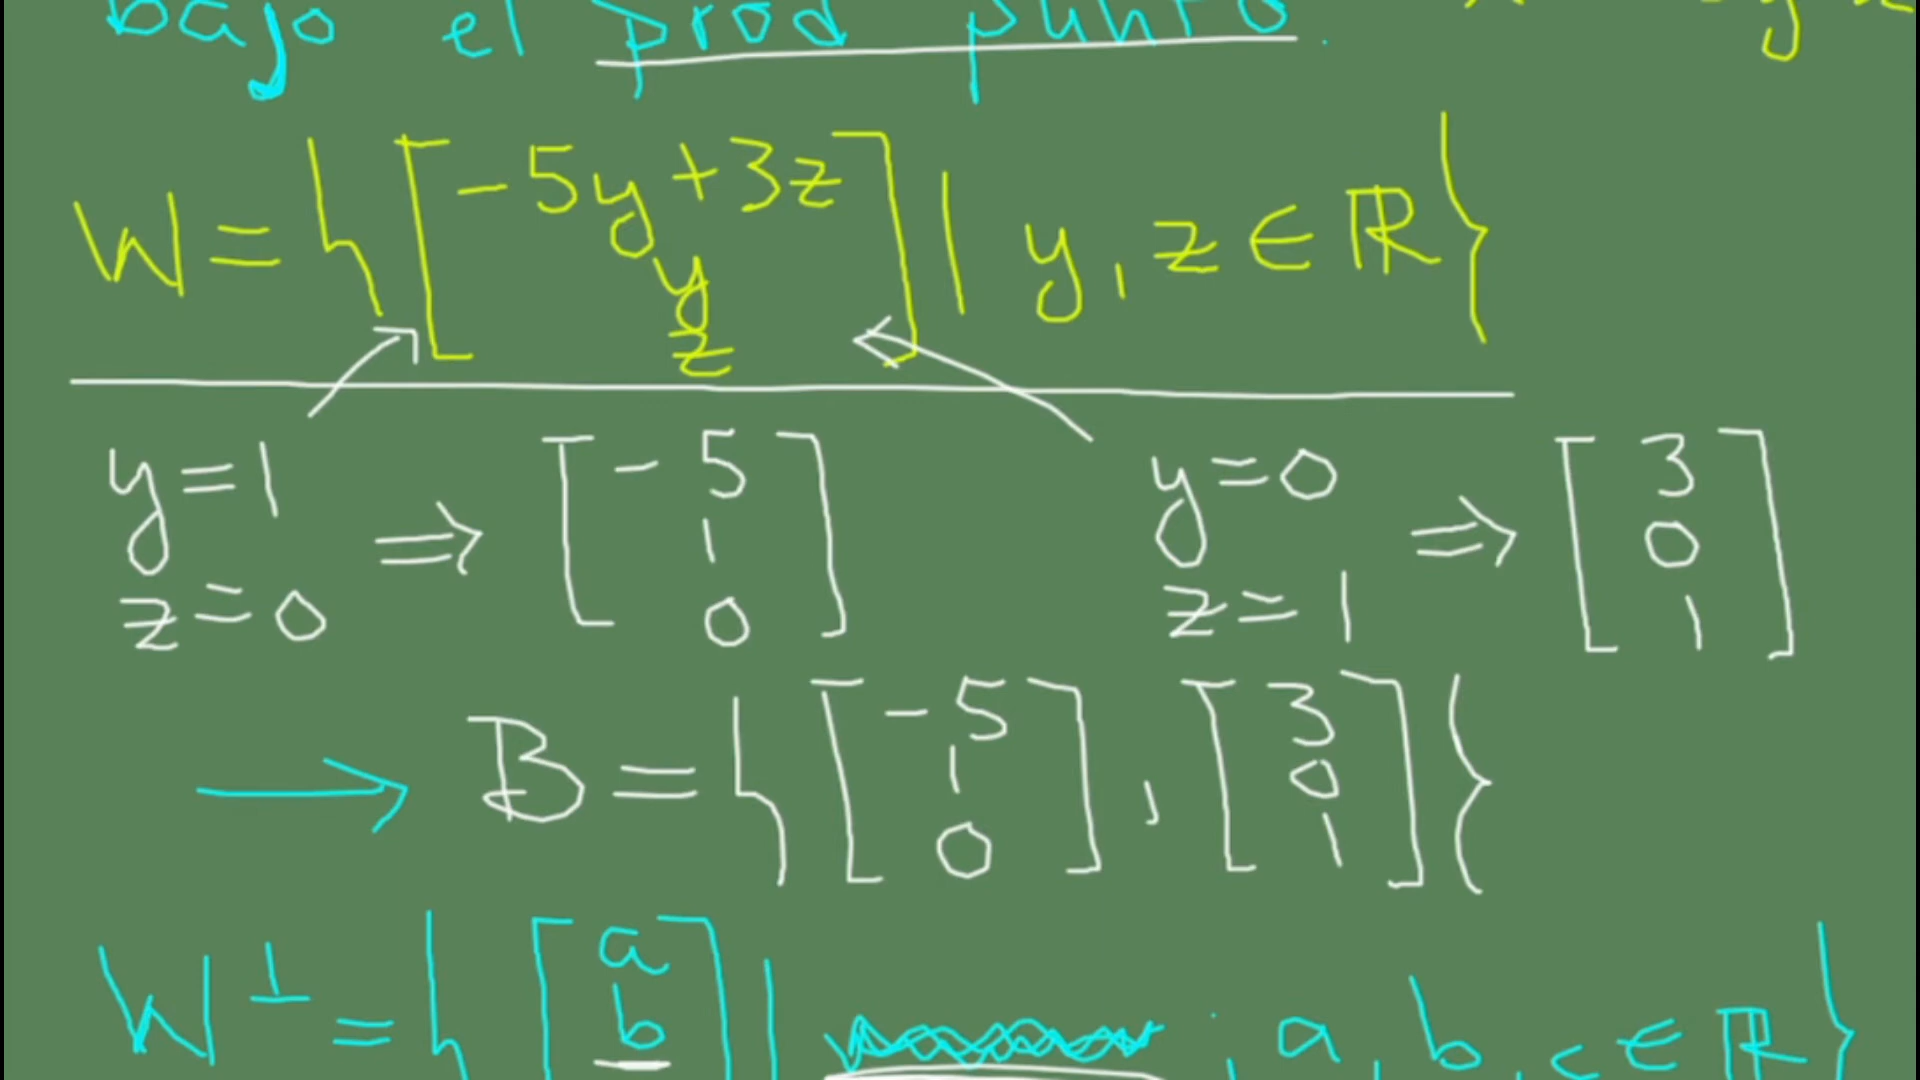 bajo el prod punto.
W = { [ -5y+3z
y
z ] | y, z ∈ ℝ }
y=1
z=0 ⇒ [ -5
1
0 ] y=0
z=1 ⇒ [ 3
0
1 ]
→ B = { [ -5
1
0 ] , [ 3
0
1 ] }
W⊥ = { [ a
b ] | ; a, b, c ∈ ℝ }